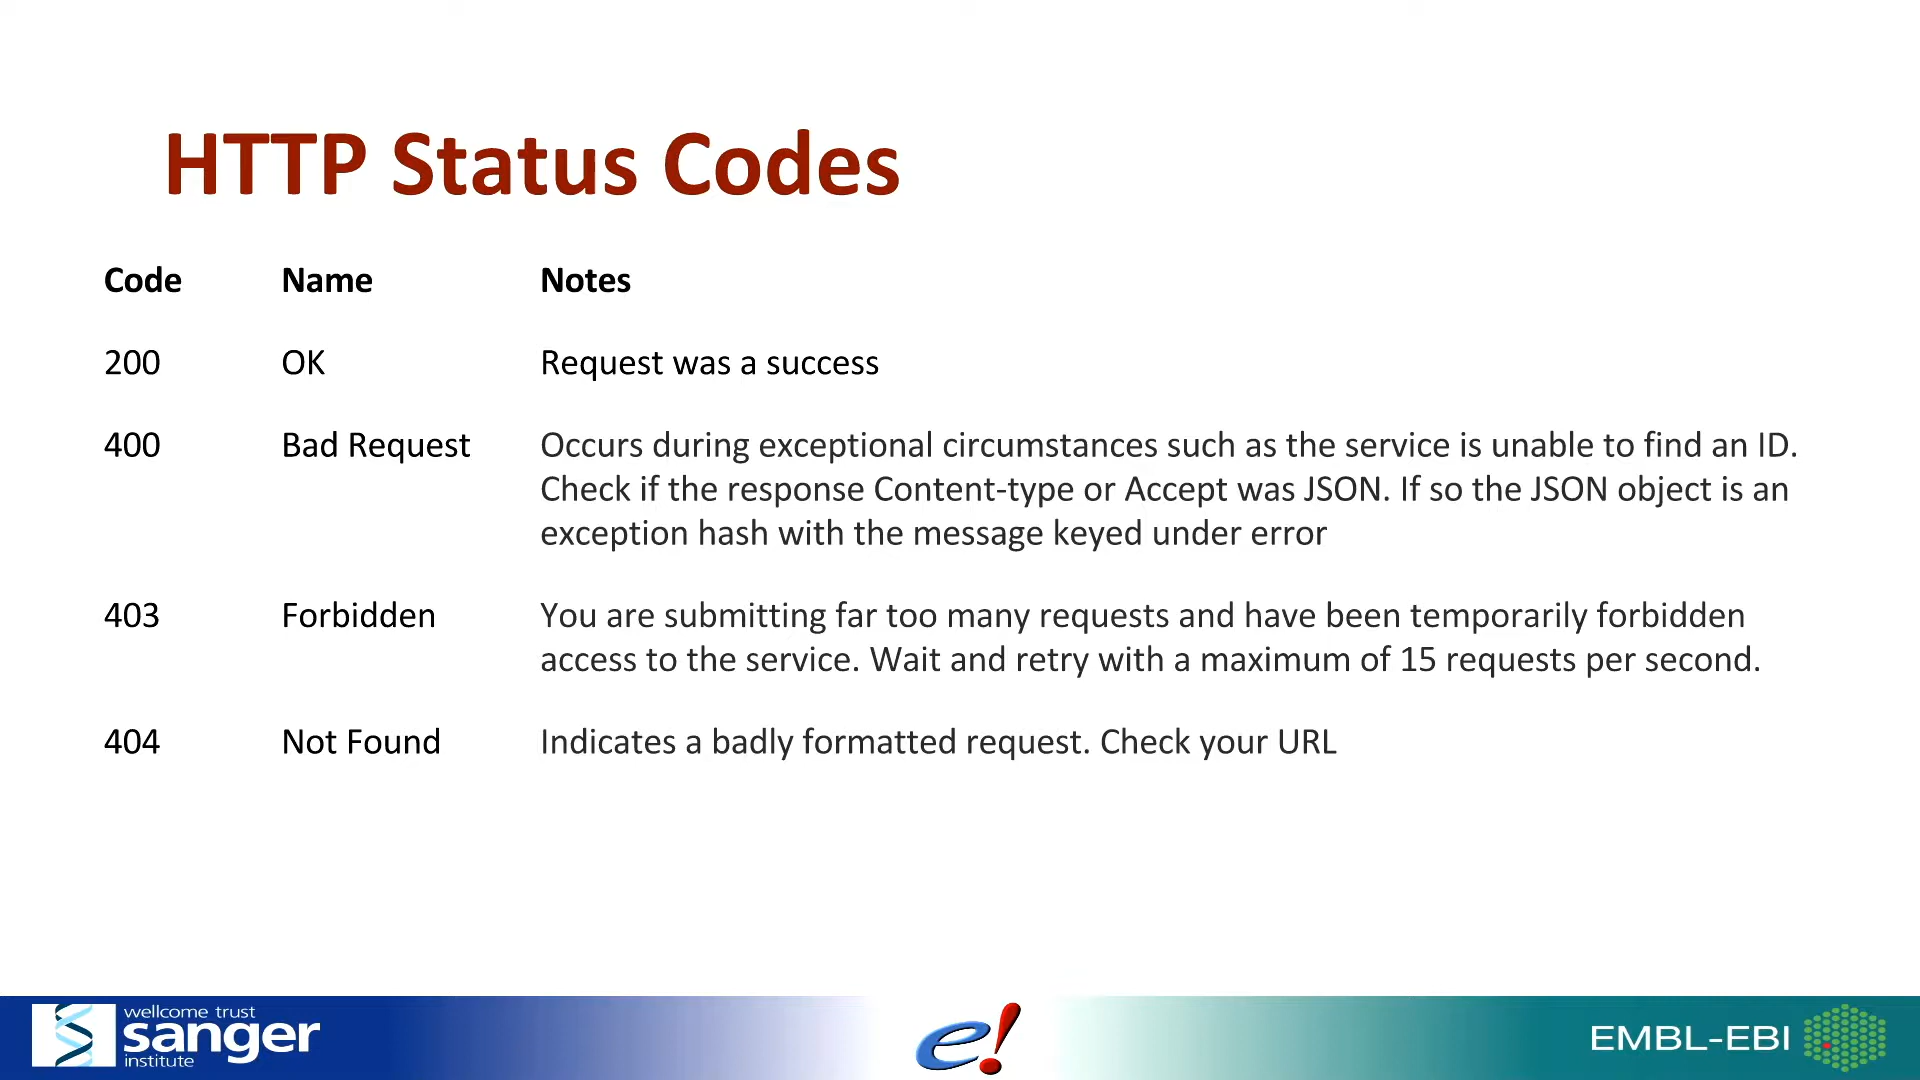 HTTP Status Codes
Code Name Notes
200 OK Request was a success
400 Bad Request Occurs during exceptional circumstances such as the service is unable to find an ID.
Check if the response Content-type or Accept was JSON. If so the JSON object is an
exception hash with the message keyed under error
403 Forbidden You are submitting far too many requests and have been temporarily forbidden
access to the service. Wait and retry with a maximum of 15 requests per second.
404 Not Found Indicates a badly formatted request. Check your URL
wellcome trust
sanger
institute
e!
EMBL-EBI